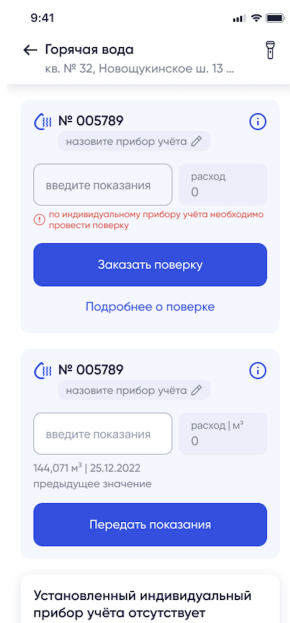 9:41
Горячая вода
кв. № 32, Новощукинское ш. 13 ...
№ 005789
назовите прибор учёта
введите показания
расход
0
по индивидуальному прибору учёта необходимо
провести поверку
Заказать поверку
Подробнее о поверке
№ 005789
назовите прибор учёта
введите показания
расход | м³
0
144,071 м³ | 25.12.2022
предыдущее значение
Передать показания
Установленный индивидуальный
прибор учёта отсутствует